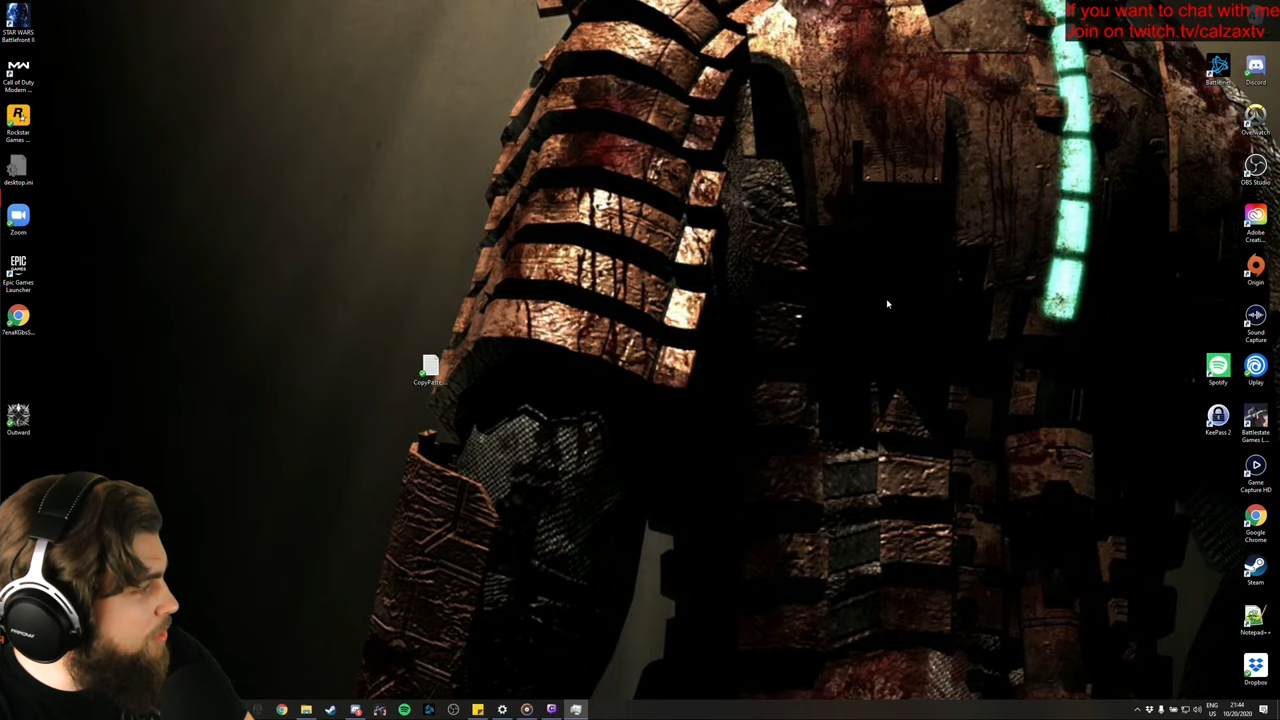 If you want to chat with me
Join on twitch.tv/calzaxtv
STAR WARS
Battlefront II
Call of Duty
Modern ...
Rockstar
Games ...
desktop.ini
Zoom
EPIC
GAMES
Epic Games
Launcher
7enaKGbsS...
Outward
CopyPaste...
Battle.net
Discord
Overwatch
OBS Studio
Adobe
Creati...
Origin
Sound
Capture
Spotify
Uplay
KeePass 2
Battlestate
Games L...
Game
Capture HD
Google
Chrome
Steam
Notepad++
Dropbox
MPOW
ENG
21:44
10/20/2020